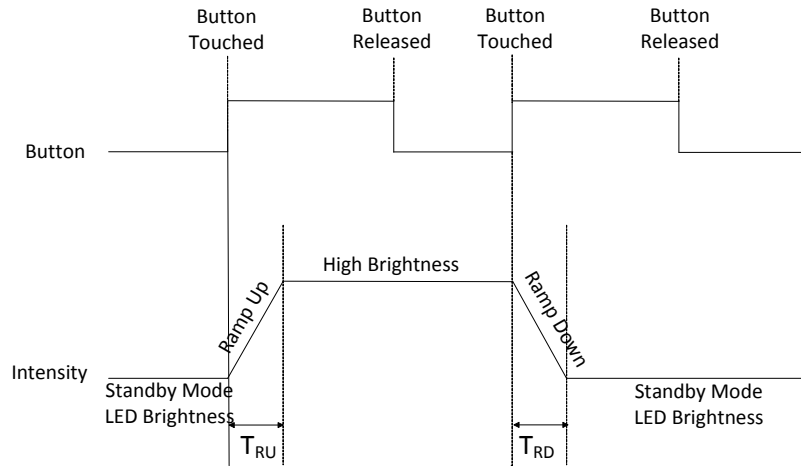 Button
Touched
Button
Released
Button
Touched
Button
Released
Button
High Brightness
Ramp Up
Ramp Down
Intensity
Standby Mode
LED Brightness
Standby Mode
LED Brightness
TRU
TRD